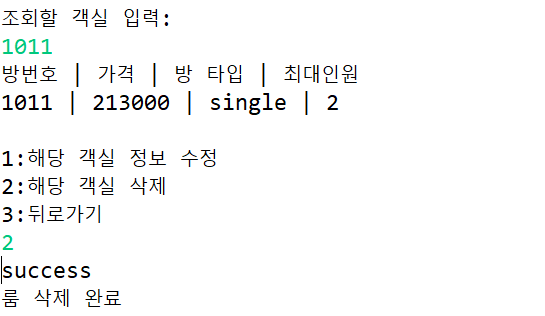 조회할 객실 입력:
1011
방번호 | 가격 | 방 타입 | 최대인원
1011 | 213000 | single | 2
1:해당 객실 정보 수정
2:해당 객실 삭제
3:뒤로가기
2
success
룸 삭제 완료